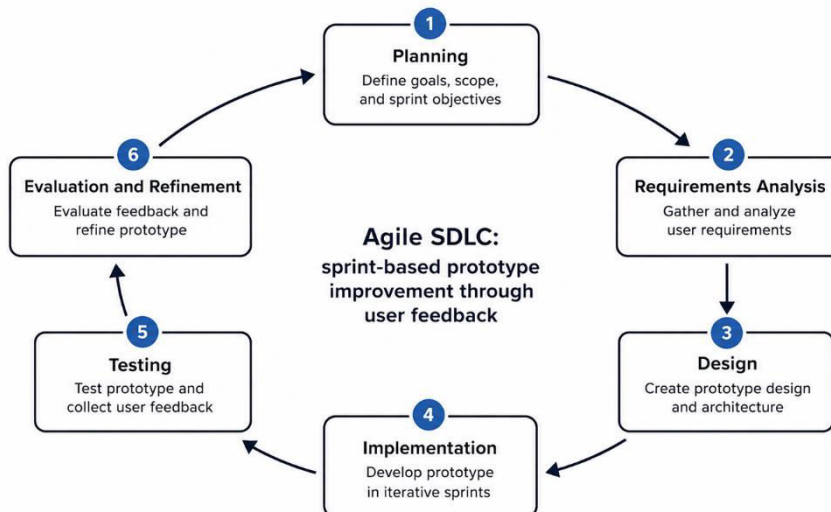 1
Planning
Define goals, scope,
and sprint objectives
2
Requirements Analysis
Gather and analyze
user requirements
3
Design
Create prototype design
and architecture
4
Implementation
Develop prototype
in iterative sprints
5
Testing
Test prototype and
collect user feedback
6
Evaluation and Refinement
Evaluate feedback and
refine prototype
Agile SDLC:
sprint-based prototype
improvement through
user feedback